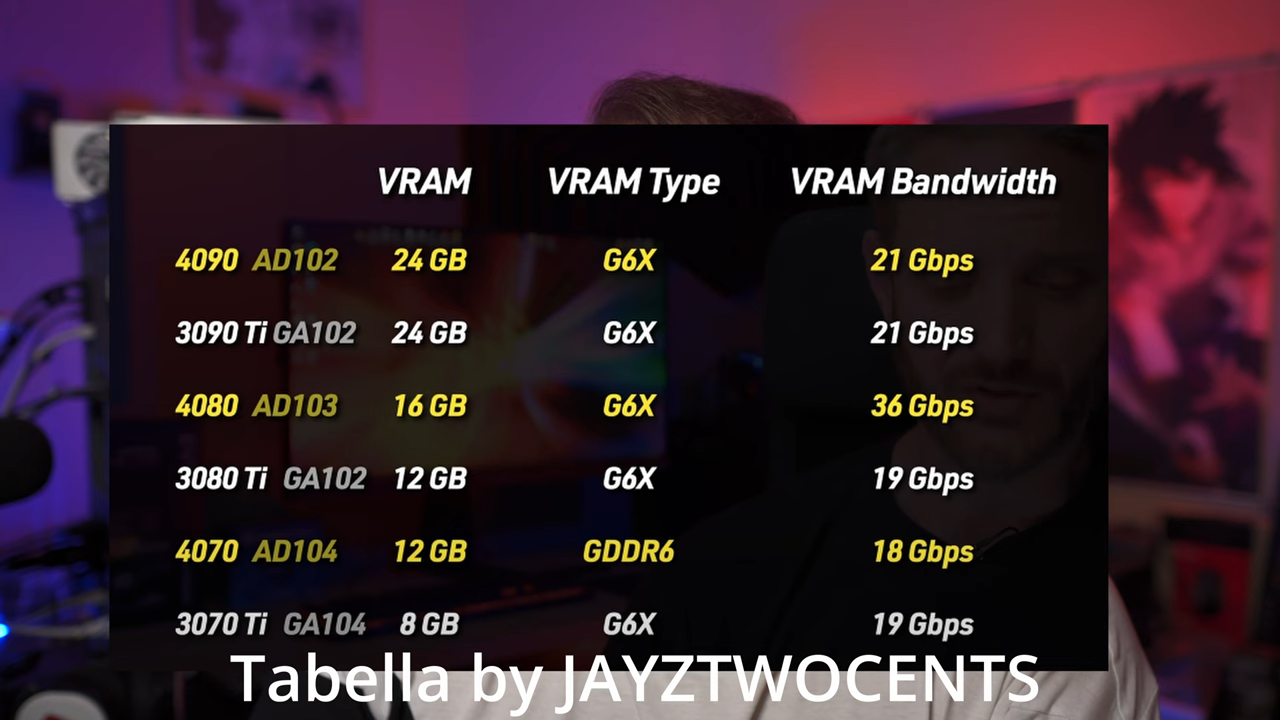 VRAM VRAM Type VRAM Bandwidth
4090 AD102 24 GB G6X 21 Gbps
3090 Ti GA102 24 GB G6X 21 Gbps
4080 AD103 16 GB G6X 36 Gbps
3080 Ti GA102 12 GB G6X 19 Gbps
4070 AD104 12 GB GDDR6 18 Gbps
3070 Ti GA104 8 GB G6X 19 Gbps
Tabella by JAYZTWOCENTS